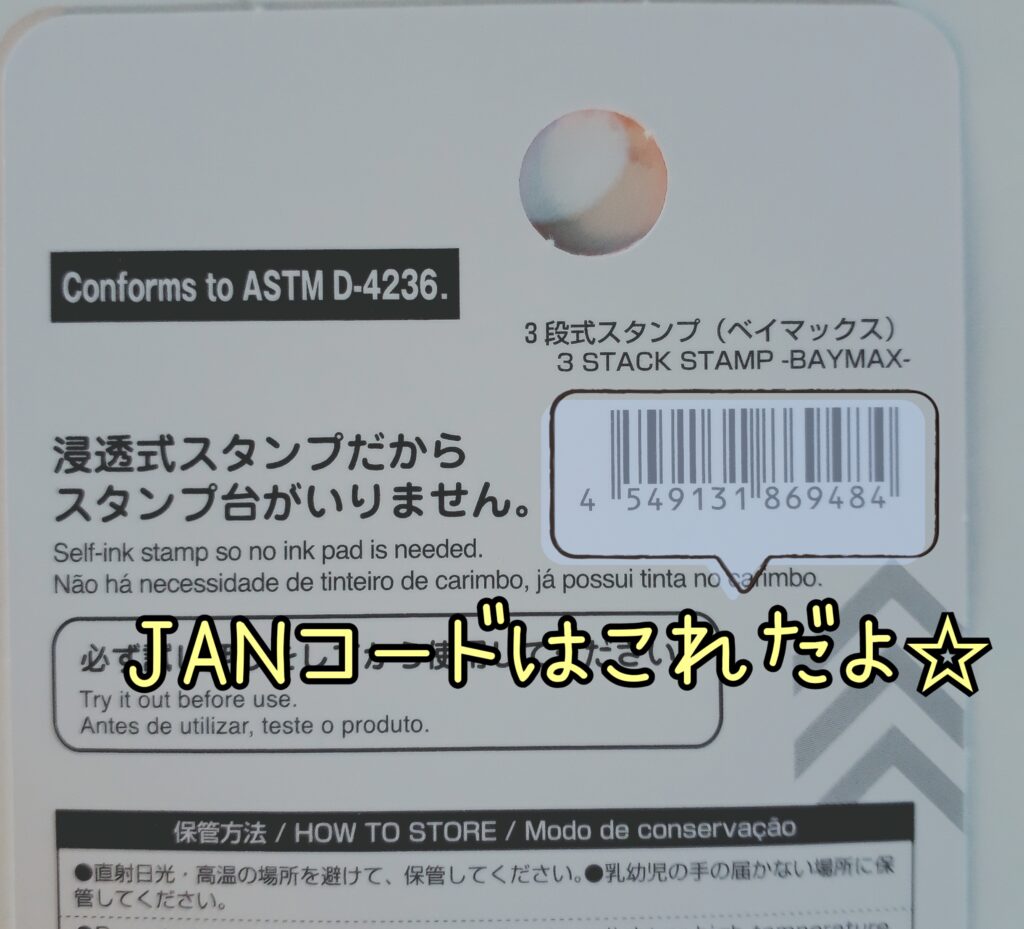 Conforms to ASTM D-4236.
3段式スタンプ（ベイマックス）
3 STACK STAMP -BAYMAX-
4 549131 869484
浸透式スタンプだから
スタンプ台がいりません。
Self-ink stamp so no ink pad is needed.
Não há necessidade de tinteiro de carimbo, já possui tinta no carimbo.
JANコードはこれだよ☆
必ず
Try it out before use.
Antes de utilizar, teste o produto.
保管方法 / HOW TO STORE / Modo de conservação
●直射日光・高温の場所を避けて、保管してください。●乳幼児の手の届かない場所に保
管してください。